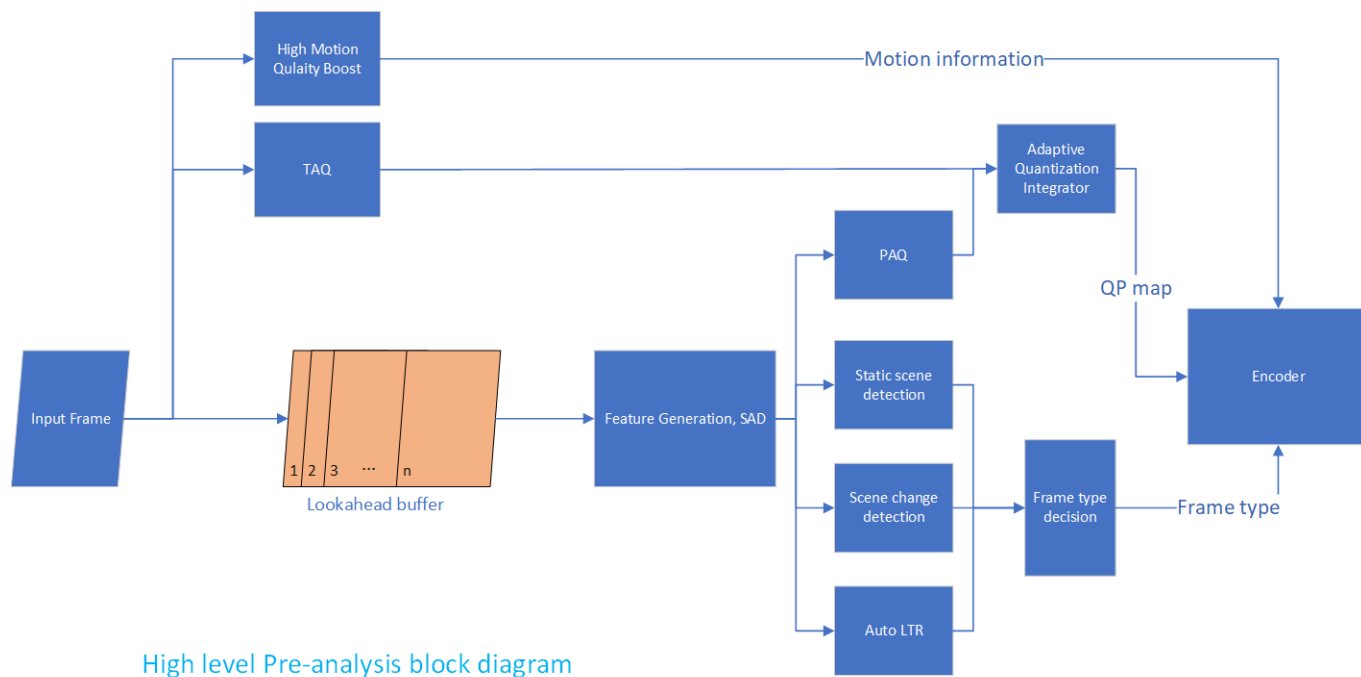 High Motion
Qulaity Boost
Motion information
TAQ
Adaptive
Quantization
Integrator
PAQ
QP map
Input Frame
1 2 3 ... n
Lookahead buffer
Feature Generation, SAD
Static scene
detection
Encoder
Scene change
detection
Frame type
decision
Frame type
Auto LTR
High level Pre-analysis block diagram